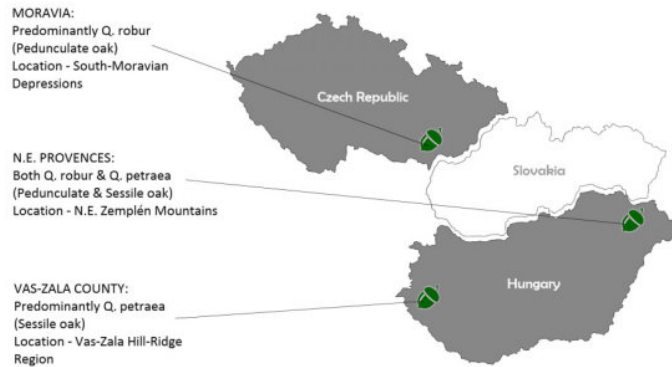 MORAVIA:
Predominantly Q. robur
(Pedunculate oak)
Location - South-Moravian
Depressions
Czech Republic
N.E. PROVENCES:
Both Q. robur & Q. petraea
(Pedunculate & Sessile oak)
Location - N.E. Zemplén Mountains
Slovakia
VAS-ZALA COUNTY:
Predominantly Q. petraea
(Sessile oak)
Location - Vas-Zala Hill-Ridge
Region
Hungary